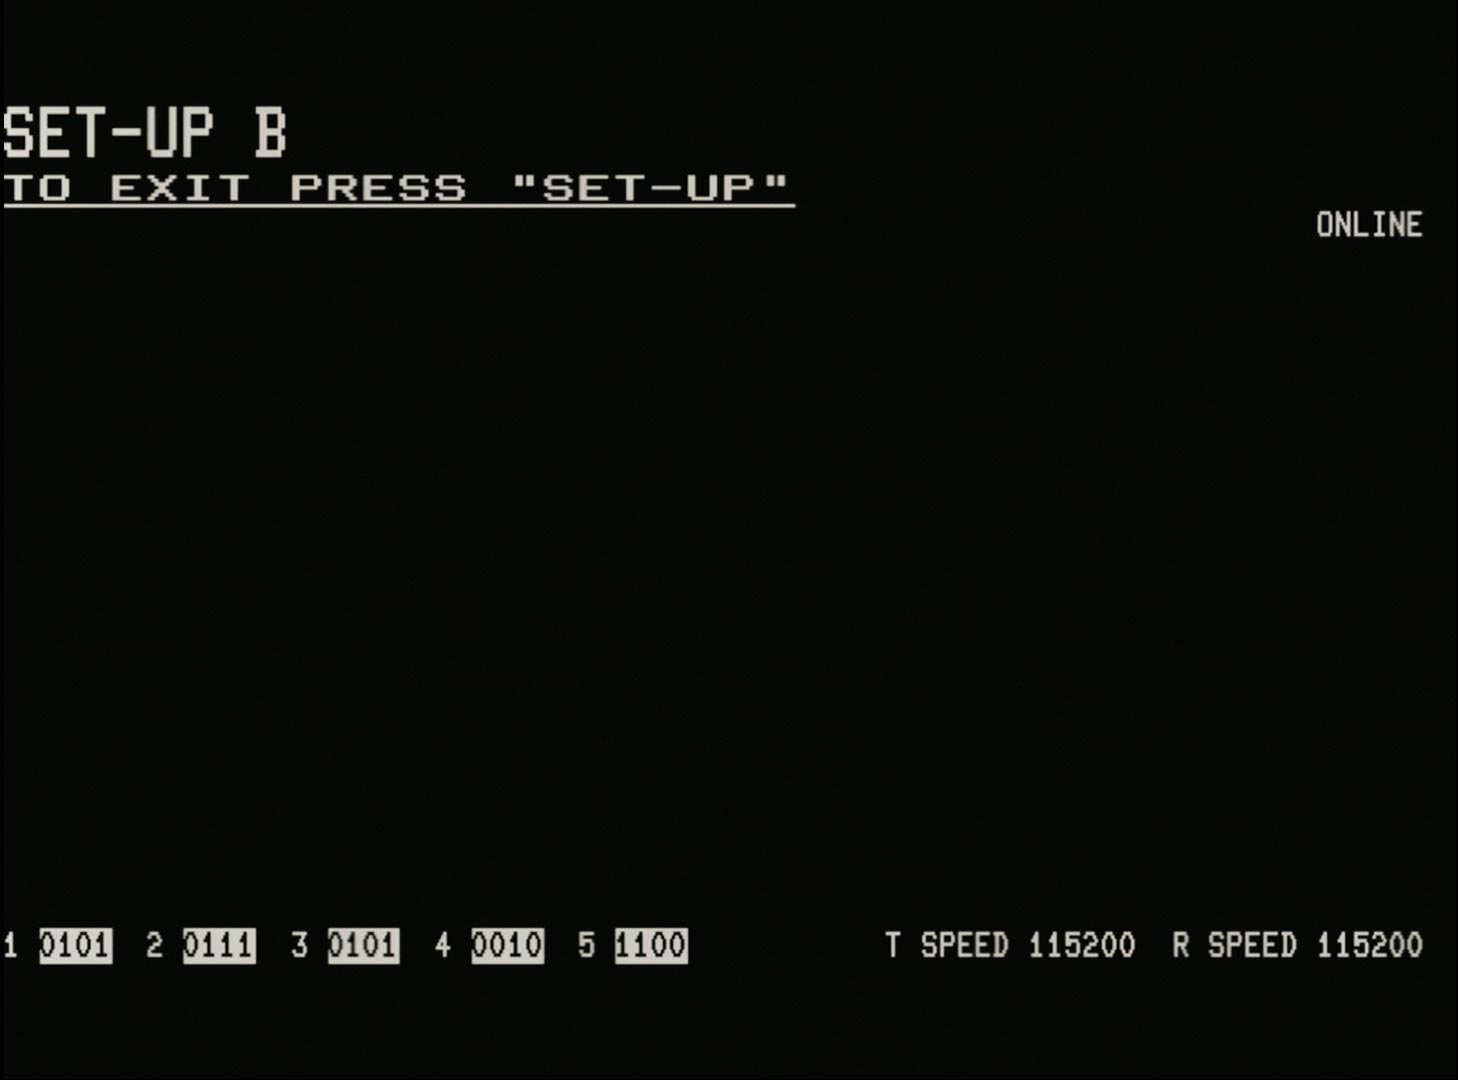 SET-UP B
TO EXIT PRESS "SET-UP"
ONLINE
1 0101 2 0111 3 0101 4 0010 5 1100 T SPEED 115200 R SPEED 115200